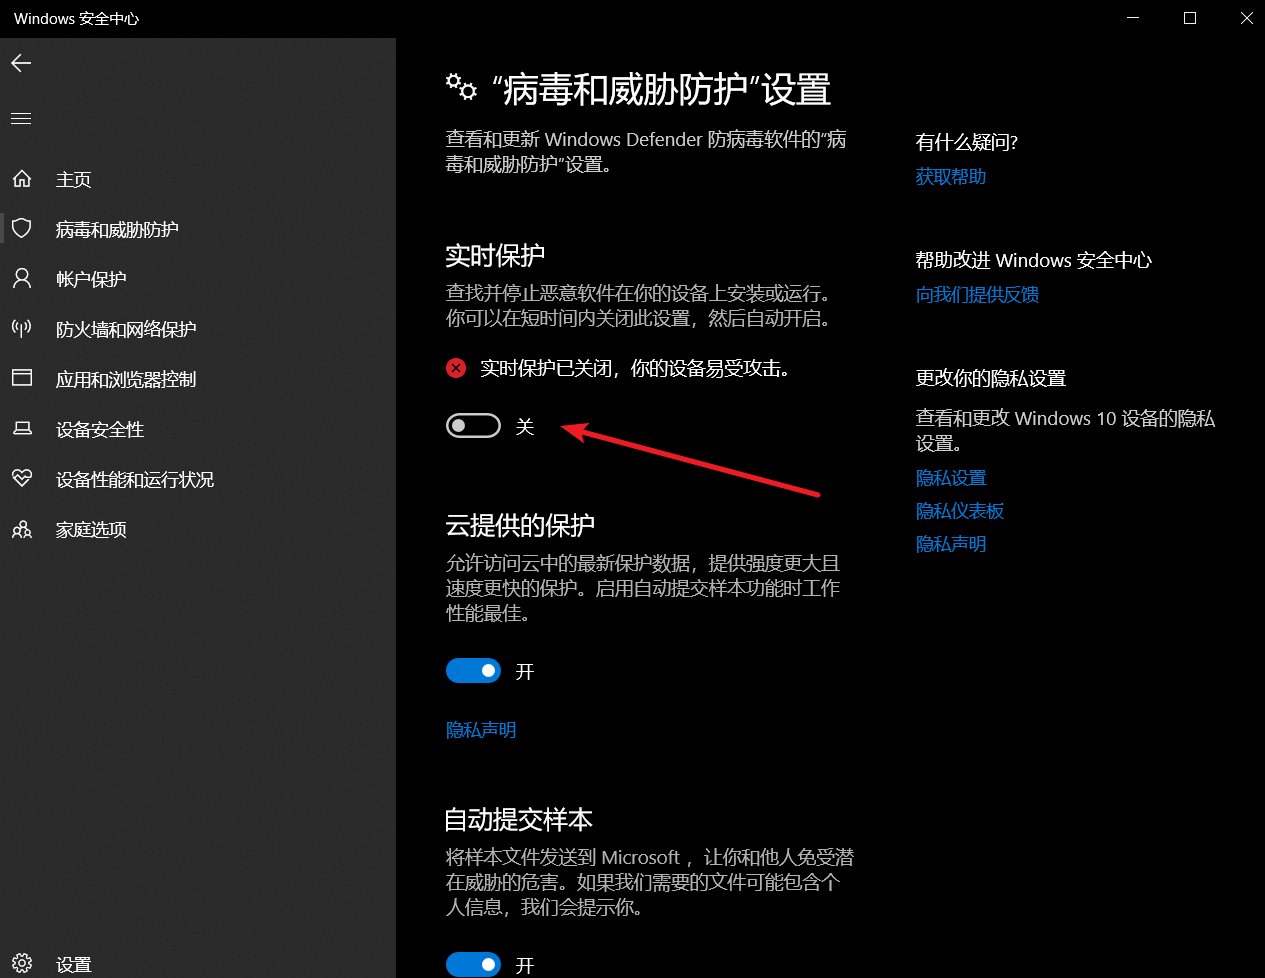 Windows 安全中心
主页
病毒和威胁防护
帐户保护
防火墙和网络保护
应用和浏览器控制
设备安全性
设备性能和运行状况
家庭选项
设置
“病毒和威胁防护”设置
查看和更新 Windows Defender 防病毒软件的“病
毒和威胁防护”设置。
实时保护
查找并停止恶意软件在你的设备上安装或运行。
你可以在短时间内关闭此设置，然后自动开启。
实时保护已关闭，你的设备易受攻击。
关
云提供的保护
允许访问云中的最新保护数据，提供强度更大且
速度更快的保护。启用自动提交样本功能时工作
性能最佳。
开
隐私声明
自动提交样本
将样本文件发送到 Microsoft ，让你和他人免受潜
在威胁的危害。如果我们需要的文件可能包含个
人信息，我们会提示你。
开
有什么疑问?
获取帮助
帮助改进 Windows 安全中心
向我们提供反馈
更改你的隐私设置
查看和更改 Windows 10 设备的隐私
设置。
隐私设置
隐私仪表板
隐私声明